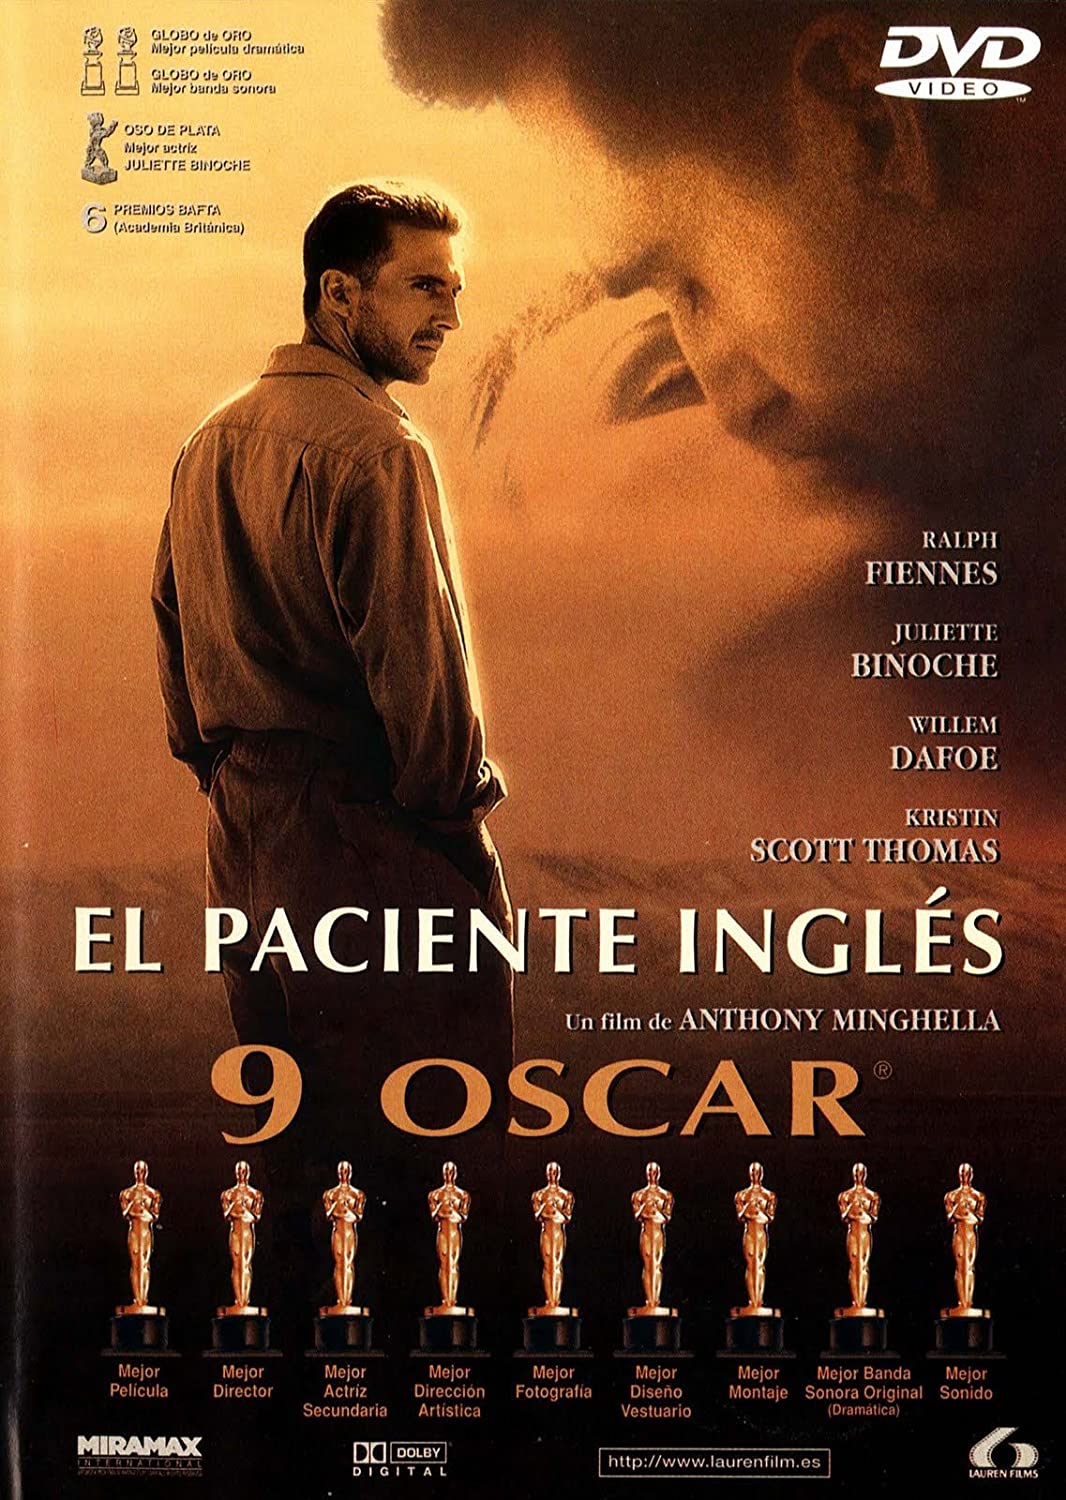 GLOBO de ORO
Mejor película dramática
GLOBO de ORO
Mejor banda sonora
OSO DE PLATA
Mejor actriz
JULIETTE BINOCHE
6 PREMIOS BAFTA
(Academia Británica)
DVD
VIDEO
TM
RALPH
FIENNES
JULIETTE
BINOCHE
WILLEM
DAFOE
KRISTIN
SCOTT THOMAS
EL PACIENTE INGLÉS
Un film de ANTHONY MINGHELLA
9 OSCAR®
Mejor
Película
Mejor
Director
Mejor
Actríz
Secundaria
Mejor
Dirección
Artística
Mejor
Fotografía
Mejor
Diseño
Vestuario
Mejor
Montaje
Mejor Banda
Sonora Original
(Dramática)
Mejor
Sonido
MIRAMAX
INTERNATIONAL
DOLBY
DIGITAL
http://www.laurenfilm.es
LAUREN FILMS